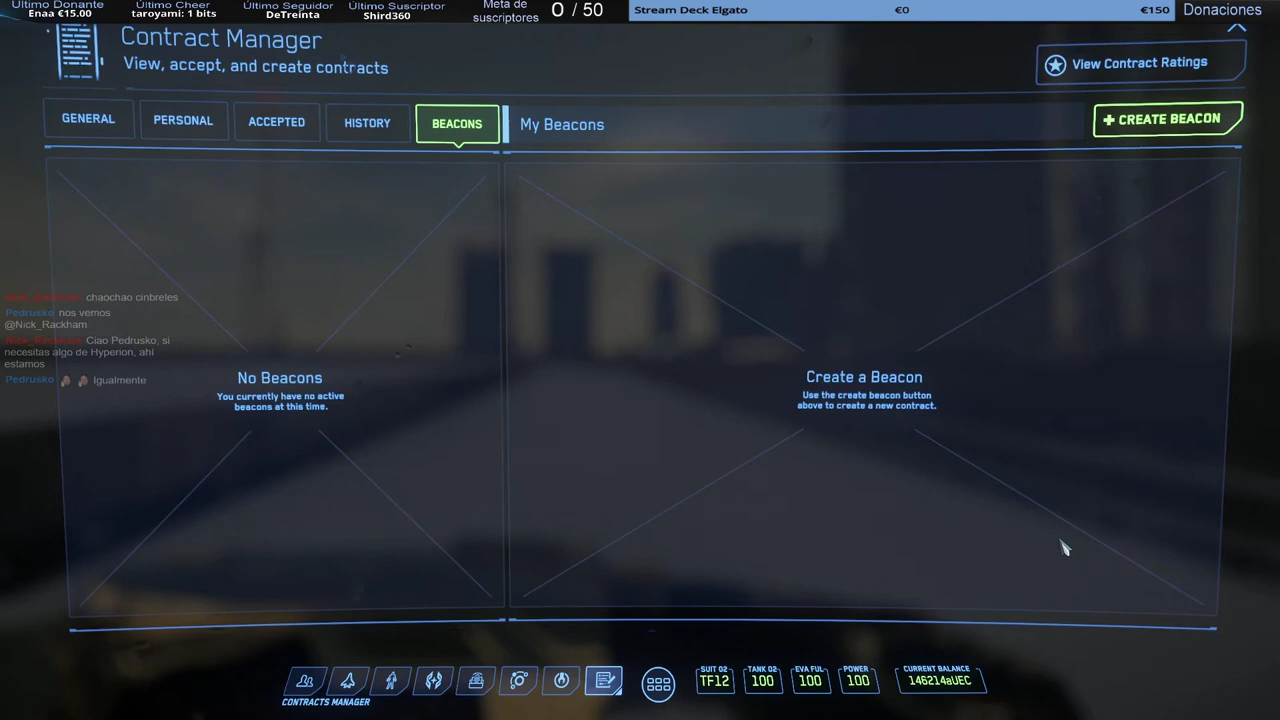 Último Donante
Enaa €15.00
Último Cheer
taroyami: 1 bits
Último Seguidor
DeTreinta
Último Suscriptor
Shird360
Meta de
suscriptores
0 / 50
Stream Deck Elgato
€0
€150
Donaciones
Contract Manager
View, accept, and create contracts
View Contract Ratings
GENERAL
PERSONAL
ACCEPTED
HISTORY
BEACONS
My Beacons
+ CREATE BEACON
Nick_Rackham: chaochao cinbreles
Pedrusko nos vemos
@Nick_Rackham
Nick_Rackham: Ciao Pedrusko, si
necesitas algo de Hyperion, ahí
estamos
Pedrusko Igualmente
No Beacons
You currently have no active
beacons at this time.
Create a Beacon
Use the create beacon button
above to create a new contract.
CONTRACTS MANAGER
SUIT 02
TF12
TANK 02
100
EVA FUL
100
POWER
100
CURRENT BALANCE
146214aUEC